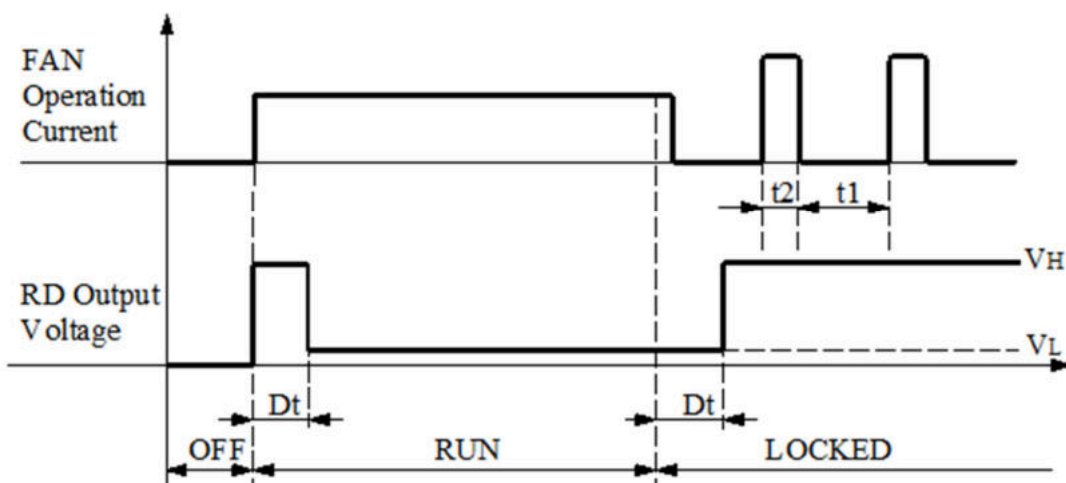 FAN
Operation
Current
t2
t1
VH
RD Output
Voltage
VL
Dt
Dt
OFF
RUN
LOCKED